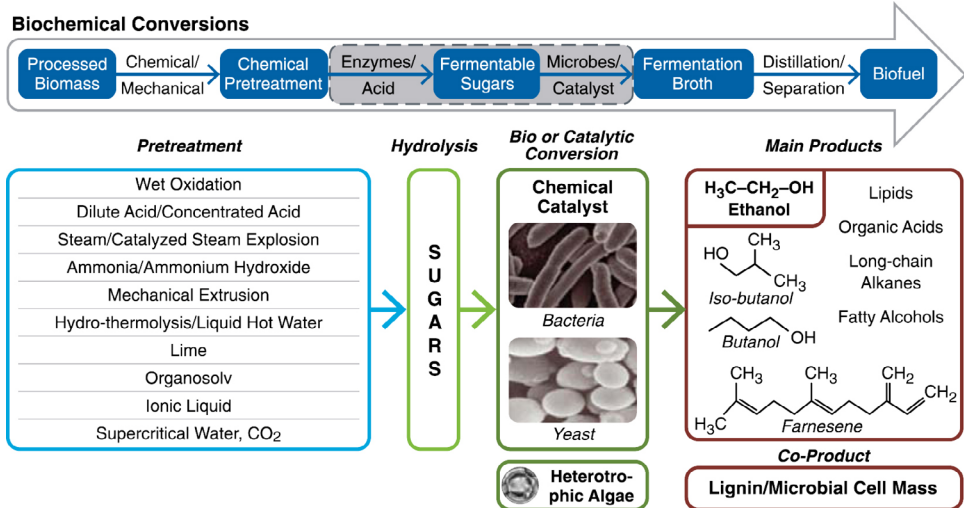 Biochemical Conversions
Processed
Biomass
Chemical/
Mechanical
Chemical
Pretreatment
Enzymes/
Acid
Fermentable
Sugars
Microbes/
Catalyst
Fermentation
Broth
Distillation/
Separation
Biofuel
Pretreatment
Wet Oxidation
Dilute Acid/Concentrated Acid
Steam/Catalyzed Steam Explosion
Ammonia/Ammonium Hydroxide
Mechanical Extrusion
Hydro-thermolysis/Liquid Hot Water
Lime
Organosolv
Ionic Liquid
Supercritical Water, CO₂
Hydrolysis
S
U
G
A
R
S
Bio or Catalytic
Conversion
Chemical
Catalyst
Bacteria
Yeast
Heterotro-
phic Algae
Main Products
H₃C–CH₂–OH
Ethanol
HO
CH₃
CH₃
Iso-butanol
OH
Butanol
Lipids
Organic Acids
Long-chain
Alkanes
Fatty Alcohols
CH₃
CH₃
CH₂
CH₂
H₃C
Farnesene
Co-Product
Lignin/Microbial Cell Mass